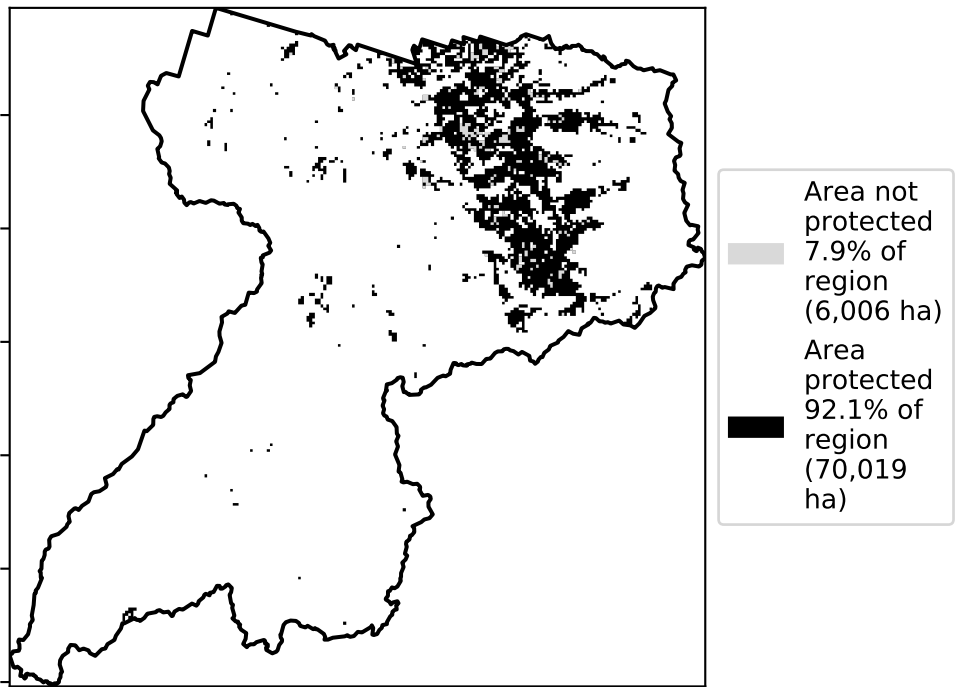 Area not
protected
7.9% of
region
(6,006 ha)
Area
protected
92.1% of
region
(70,019
ha)